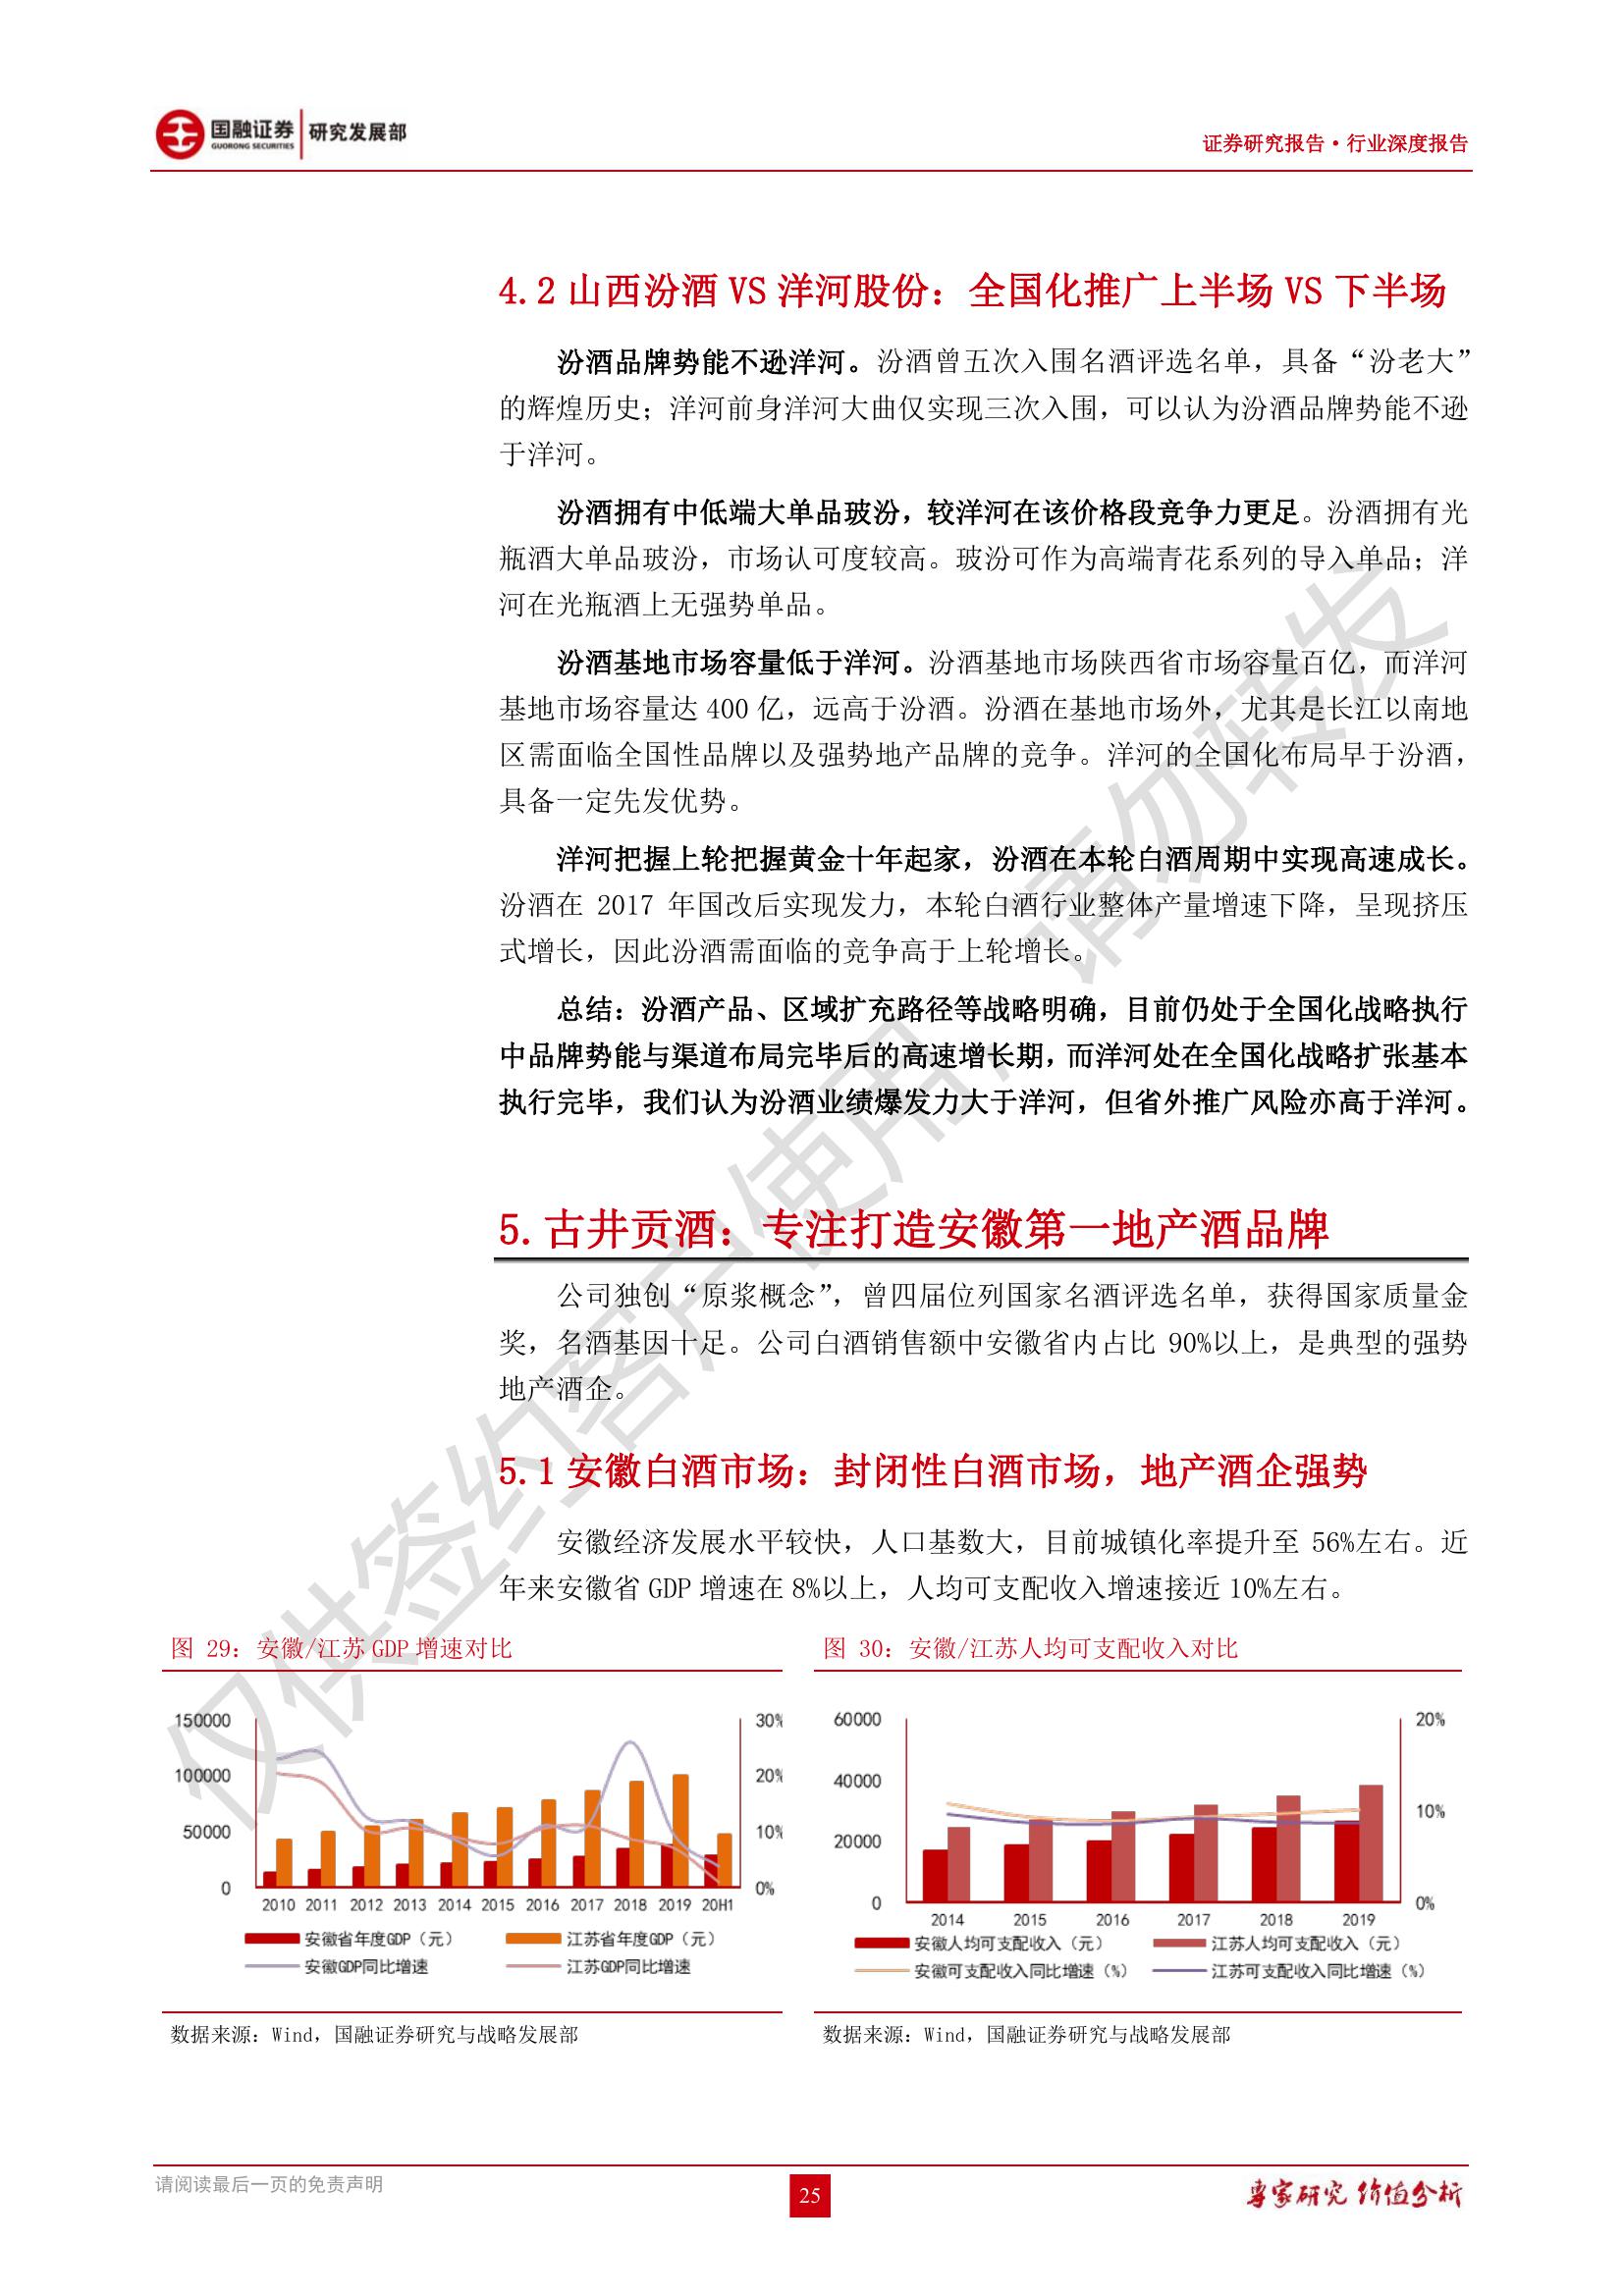 国融证券
GUORONG SECURITIES
研究发展部
证券研究报告·行业深度报告
4.2 山西汾酒 VS 洋河股份：全国化推广上半场 VS 下半场
汾酒品牌势能不逊洋河。汾酒曾五次入围名酒评选名单，具备“汾老大”
的辉煌历史；洋河前身洋河大曲仅实现三次入围，可以认为汾酒品牌势能不逊
于洋河。
汾酒拥有中低端大单品玻汾，较洋河在该价格段竞争力更足。汾酒拥有光
瓶酒大单品玻汾，市场认可度较高。玻汾可作为高端青花系列的导入单品；洋
河在光瓶酒上无强势单品。
汾酒基地市场容量低于洋河。汾酒基地市场陕西省市场容量百亿，而洋河
基地市场容量达 400 亿，远高于汾酒。汾酒在基地市场外，尤其是长江以南地
区需面临全国性品牌以及强势地产品牌的竞争。洋河的全国化布局早于汾酒，
具备一定先发优势。
洋河把握上轮把握黄金十年起家，汾酒在本轮白酒周期中实现高速成长。
汾酒在 2017 年国改后实现发力，本轮白酒行业整体产量增速下降，呈现挤压
式增长，因此汾酒需面临的竞争高于上轮增长。
总结：汾酒产品、区域扩充路径等战略明确，目前仍处于全国化战略执行
中品牌势能与渠道布局完毕后的高速增长期，而洋河处在全国化战略扩张基本
执行完毕，我们认为汾酒业绩爆发力大于洋河，但省外推广风险亦高于洋河。
5. 古井贡酒：专注打造安徽第一地产酒品牌
公司独创“原浆概念”，曾四届位列国家名酒评选名单，获得国家质量金
奖，名酒基因十足。公司白酒销售额中安徽省内占比 90%以上，是典型的强势
地产酒企。
5.1 安徽白酒市场：封闭性白酒市场，地产酒企强势
安徽经济发展水平较快，人口基数大，目前城镇化率提升至 56%左右。近
年来安徽省 GDP 增速在 8%以上，人均可支配收入增速接近 10%左右。
图 29：安徽/江苏 GDP 增速对比
150000
100000
50000
0
30%
20%
10%
0%
2010 2011 2012 2013 2014 2015 2016 2017 2018 2019 20H1
安徽省年度GDP（元） 江苏省年度GDP（元）
安徽GDP同比增速 江苏GDP同比增速
数据来源：Wind，国融证券研究与战略发展部
图 30：安徽/江苏人均可支配收入对比
60000
40000
20000
0
20%
10%
0%
2014 2015 2016 2017 2018 2019
安徽人均可支配收入（元） 江苏人均可支配收入（元）
安徽可支配收入同比增速（%） 江苏可支配收入同比增速（%）
数据来源：Wind，国融证券研究与战略发展部
仅供签约客户使用，请勿转发
请阅读最后一页的免责声明
25
专家研究 价值分析